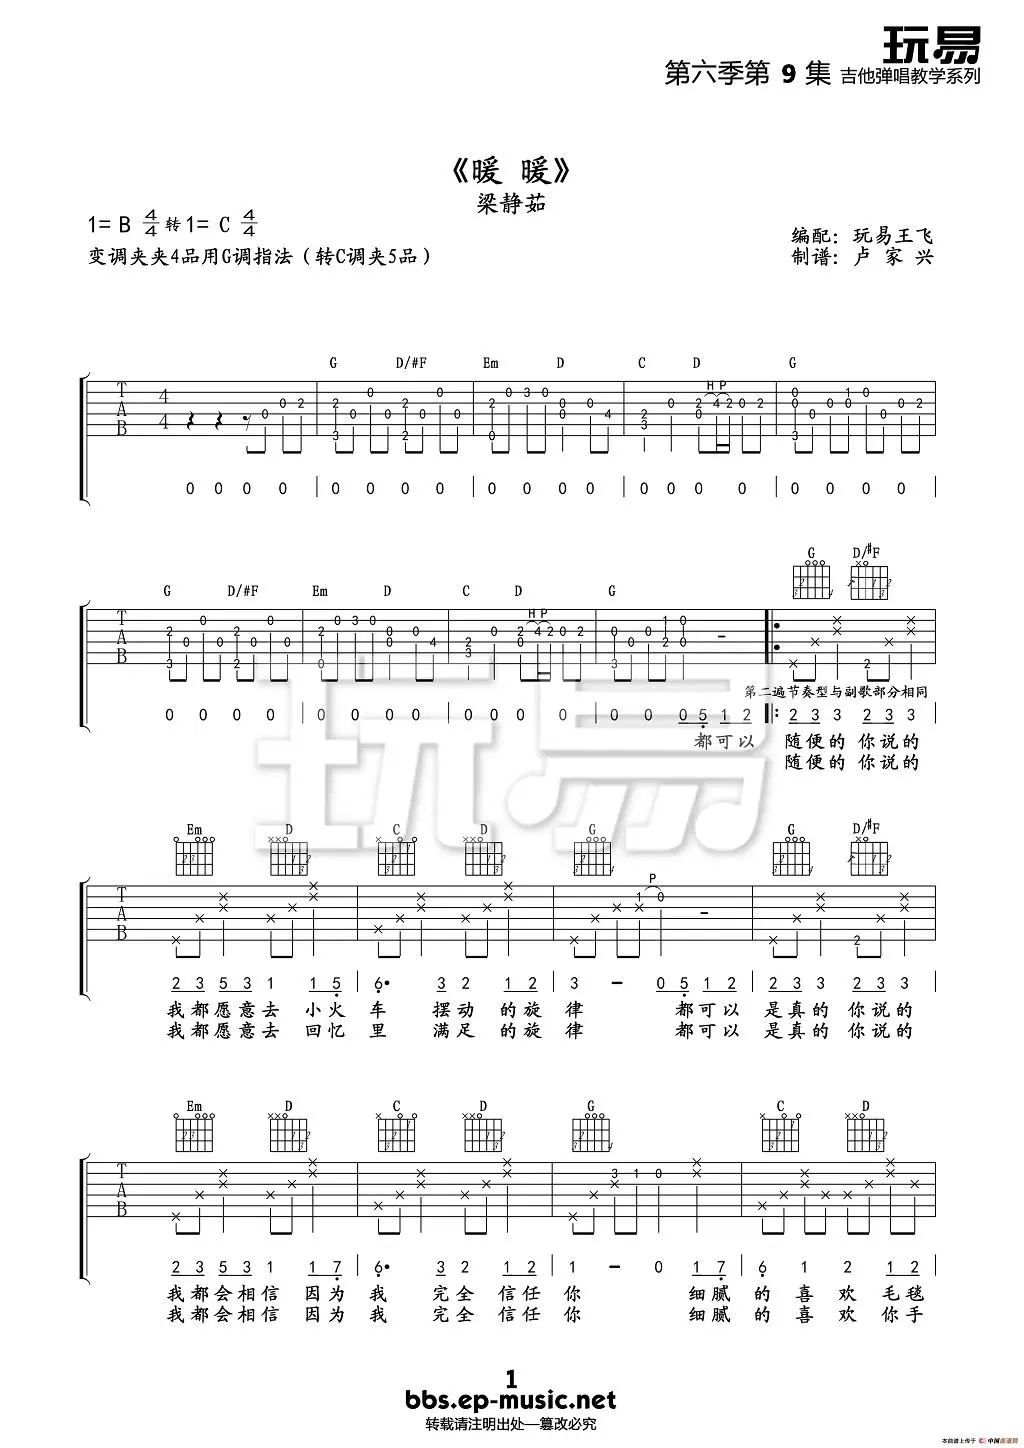 玩易
第六季第 9 集 吉他弹唱教学系列
《暖 暖》
梁静茹
1= B 4/4 转 1= C 4/4
编配: 玩易王飞
变调夹夹4品用G调指法（转C调夹5品）
制谱: 卢 家 兴
G D/#F Em D C D G
H P
T A B 4 4
0 0 0 0 0 0 0 0 0 0 0 0 0 0 0 0 0 0 0 0
G D/#F Em D C D G G D/#F
H P
T A B
第二遍节奏型与副歌部分相同
0 0 0 0 0 0 0 0 0 0 0 0 0 0 0 5 1 2 2 3 3 2 3 3
都可以 随便的 你说的
随便的 你说的
Em D C D G G D/#F
P
T A B
2 3 5 3 1 1 5 6· 3 2 1 2 3 – 0 5 1 2 2 3 3 2 3 3
我都愿意去 小火 车 摆动 的旋 律 都可以 是真的 你说的
我都愿意去 回忆 里 满足 的旋 律 都可以 是真的 你说的
Em D C D G C D
T A B
2 3 5 3 1 1 7 6· 3 2 1 2 1 – 0 1 7 6 1 2 1 2
我都会相信 因为 我 完全 信任 你 细腻 的 喜 欢 毛毯
我都会相信 因为 我 完全 信任 你 细腻 的 喜 欢 你手
1
bbs.ep-music.net
转载请注明出处—篡改必究
本曲谱上传于 中国曲谱网